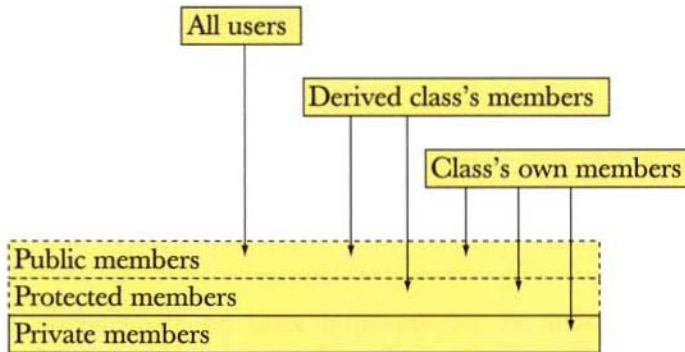 All users
Derived class's members
Class's own members
Public members
Protected members
Private members